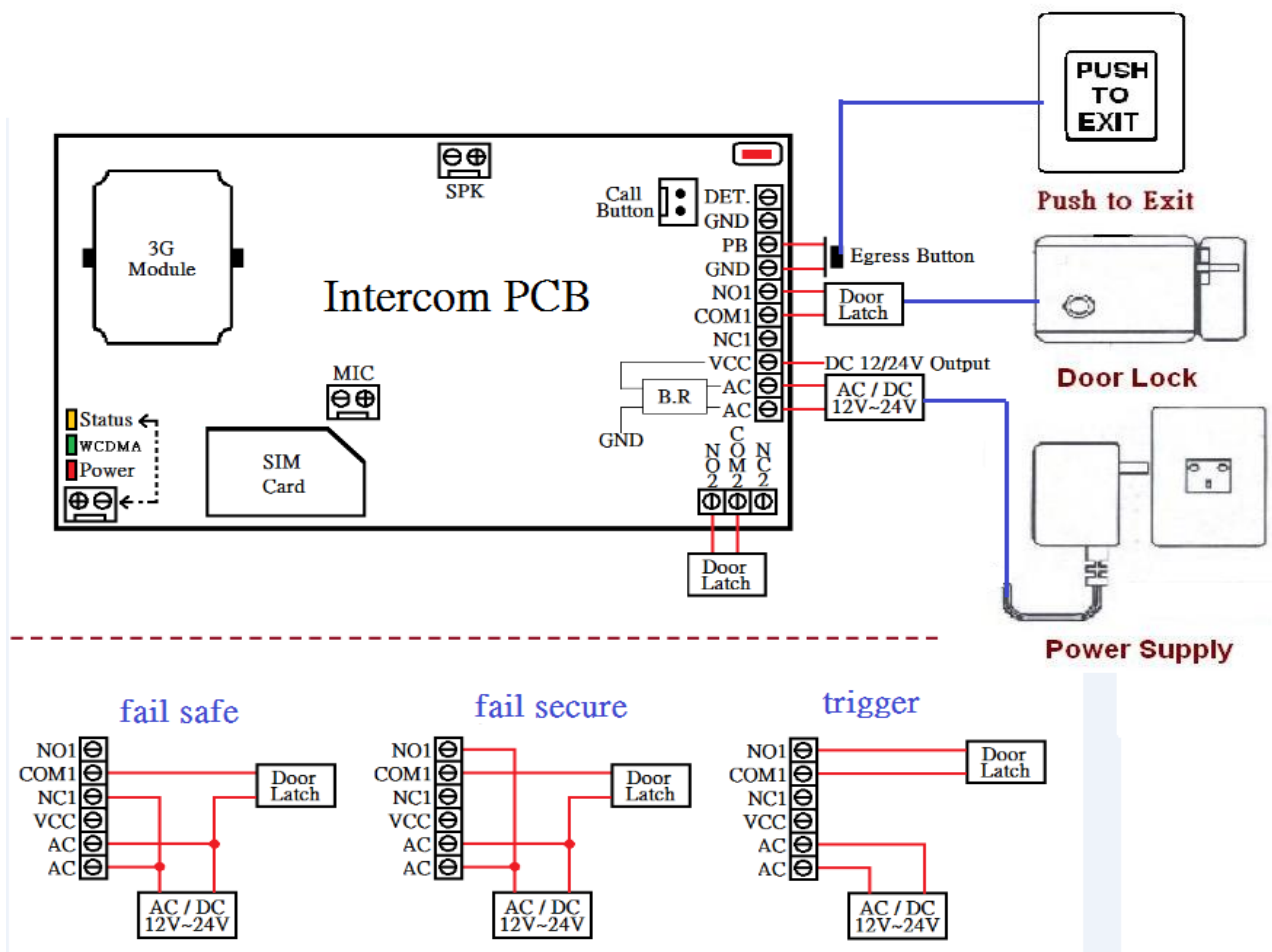 PUSH
TO
EXIT
Push to Exit
SPK
Call
Button
DET.
GND
PB
GND
NO1
COM1
NC1
VCC
AC
AC
Egress Button
Door
Latch
DC 12/24V Output
AC / DC
12V~24V
Door Lock
3G
Module
Intercom PCB
MIC
B.R
GND
Status
WCDMA
Power
SIM
Card
NO2
COM2
NC2
Door
Latch
Power Supply
fail safe
NO1
COM1
NC1
VCC
AC
AC
Door
Latch
AC / DC
12V~24V
fail secure
NO1
COM1
NC1
VCC
AC
AC
Door
Latch
AC / DC
12V~24V
trigger
NO1
COM1
NC1
VCC
AC
AC
Door
Latch
AC / DC
12V~24V